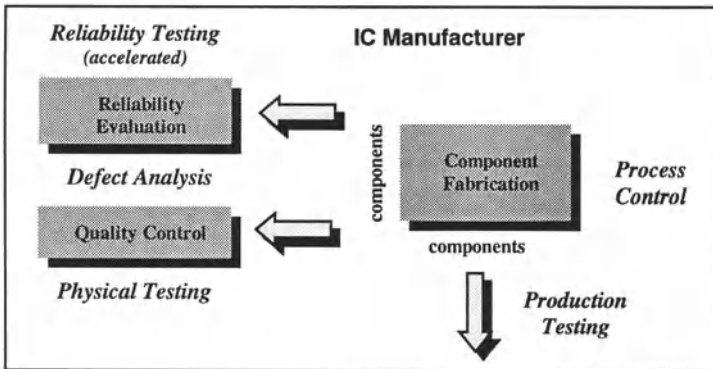 Reliability Testing
(accelerated)
IC Manufacturer
Reliability
Evaluation
components
Component
Fabrication
Process
Control
Defect Analysis
Quality Control
components
Physical Testing
Production
Testing